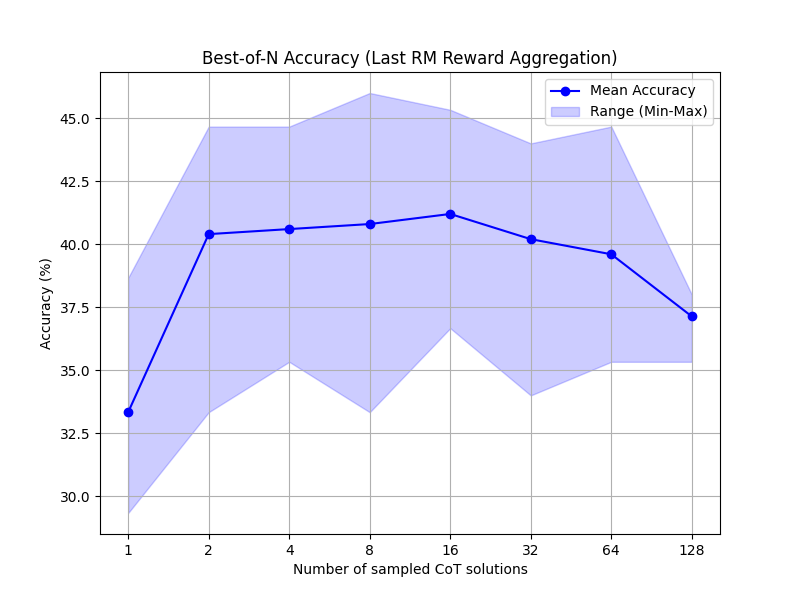 Best-of-N Accuracy (Last RM Reward Aggregation)
Mean Accuracy
Range (Min-Max)
Accuracy (%)
45.0
42.5
40.0
37.5
35.0
32.5
30.0
1 2 4 8 16 32 64 128
Number of sampled CoT solutions